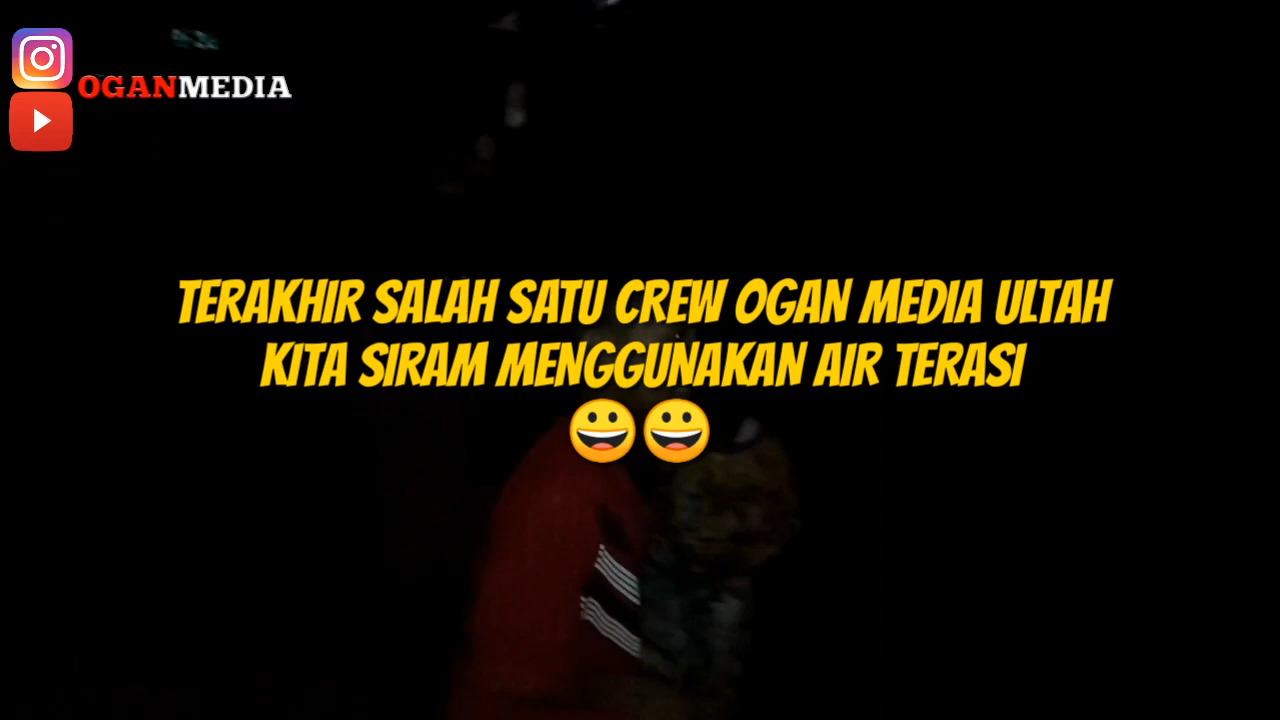 OGANMEDIA
TERAKHIR SALAH SATU CREW OGAN MEDIA ULTAH
KITA SIRAM MENGGUNAKAN AIR TERASI
😀😀